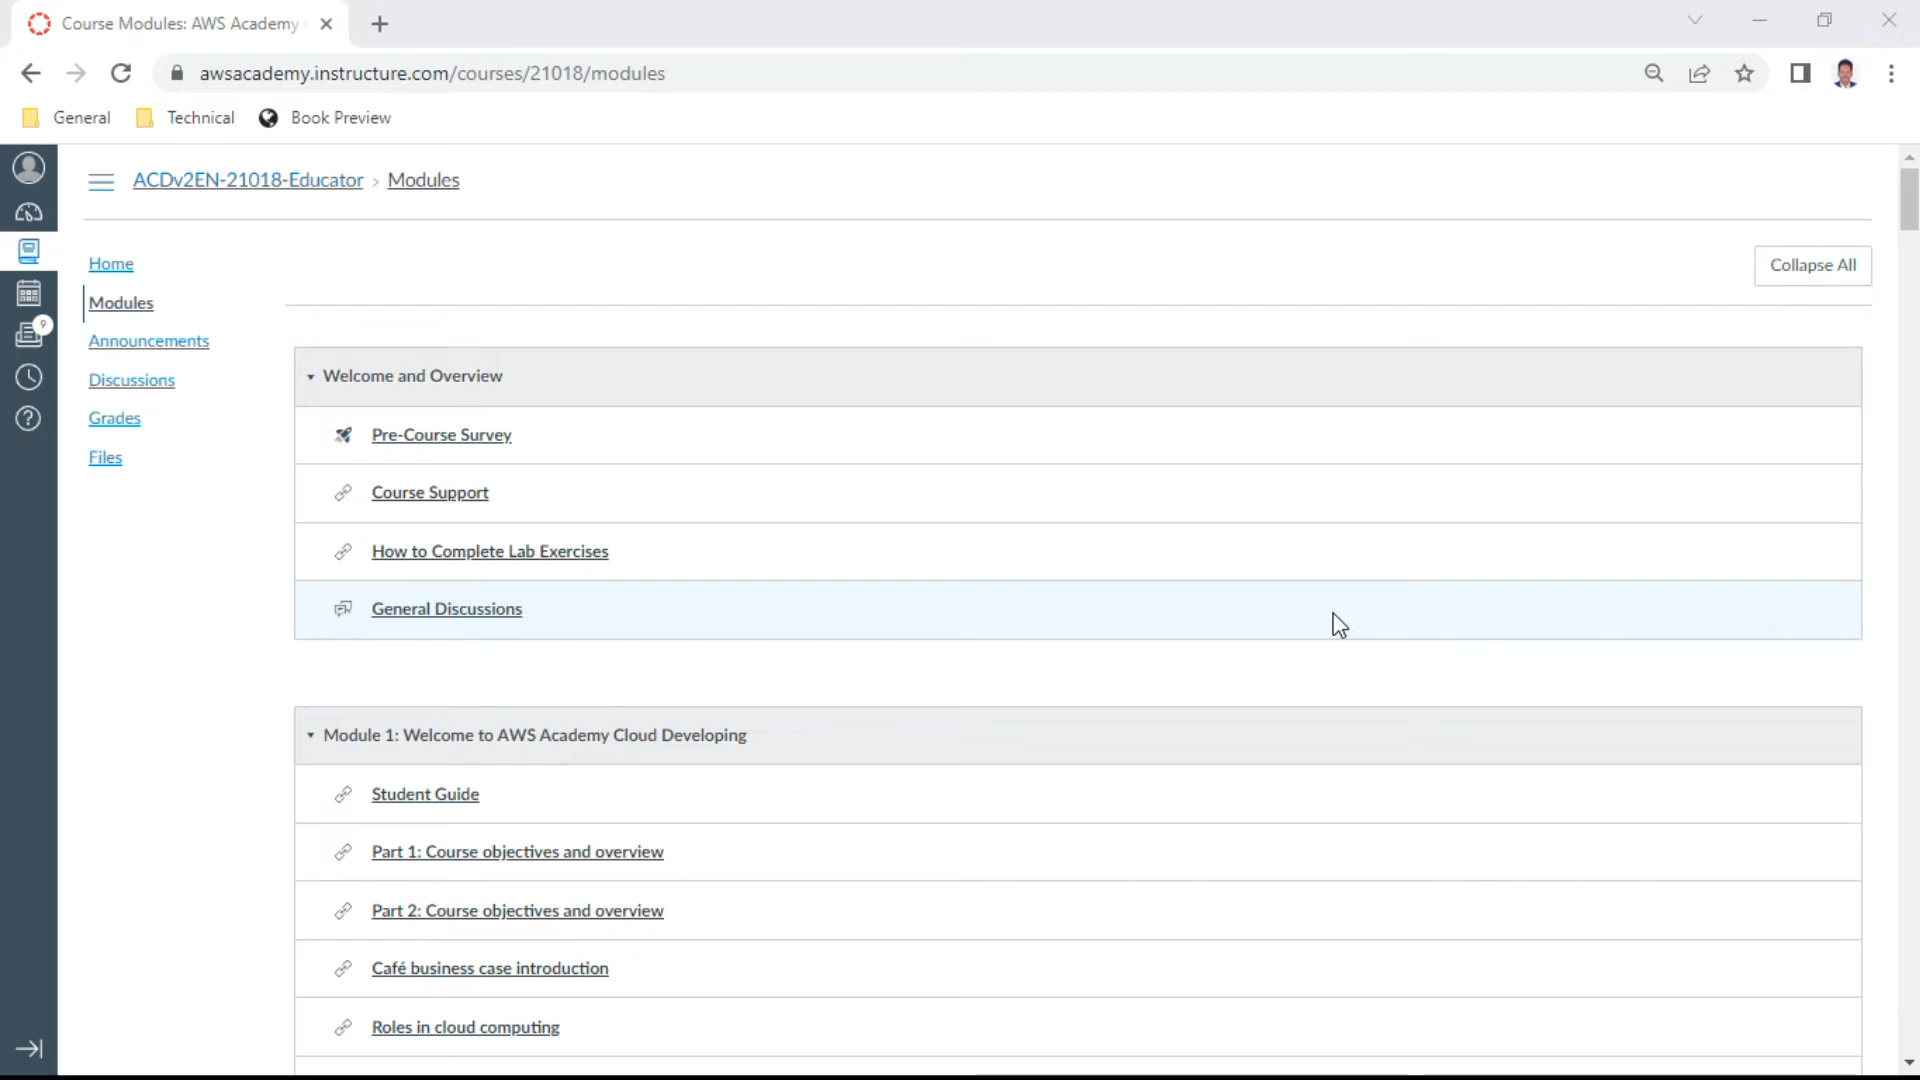 Course Modules: AWS Academy
awsacademy.instructure.com/courses/21018/modules
General
Technical
Book Preview
ACDv2EN-21018-Educator > Modules
9
Home
Modules
Announcements
Discussions
Grades
Files
Collapse All
Welcome and Overview
Pre-Course Survey
Course Support
How to Complete Lab Exercises
General Discussions
Module 1: Welcome to AWS Academy Cloud Developing
Student Guide
Part 1: Course objectives and overview
Part 2: Course objectives and overview
Café business case introduction
Roles in cloud computing